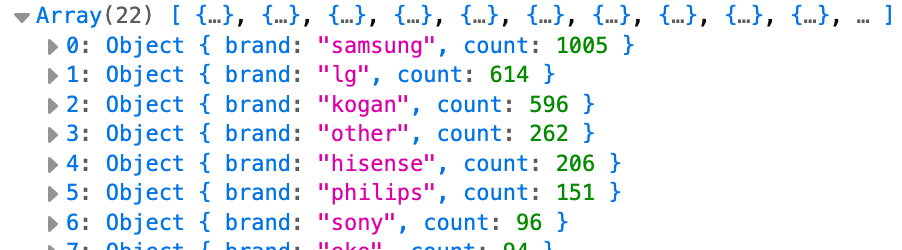 Array(22) [ {…}, {…}, {…}, {…}, {…}, {…}, {…}, {…}, {…}, {…}, … ]
0: Object { brand: "samsung", count: 1005 }
1: Object { brand: "lg", count: 614 }
2: Object { brand: "kogan", count: 596 }
3: Object { brand: "other", count: 262 }
4: Object { brand: "hisense", count: 206 }
5: Object { brand: "philips", count: 151 }
6: Object { brand: "sony", count: 96 }
7: Object { brand: count: 94 }